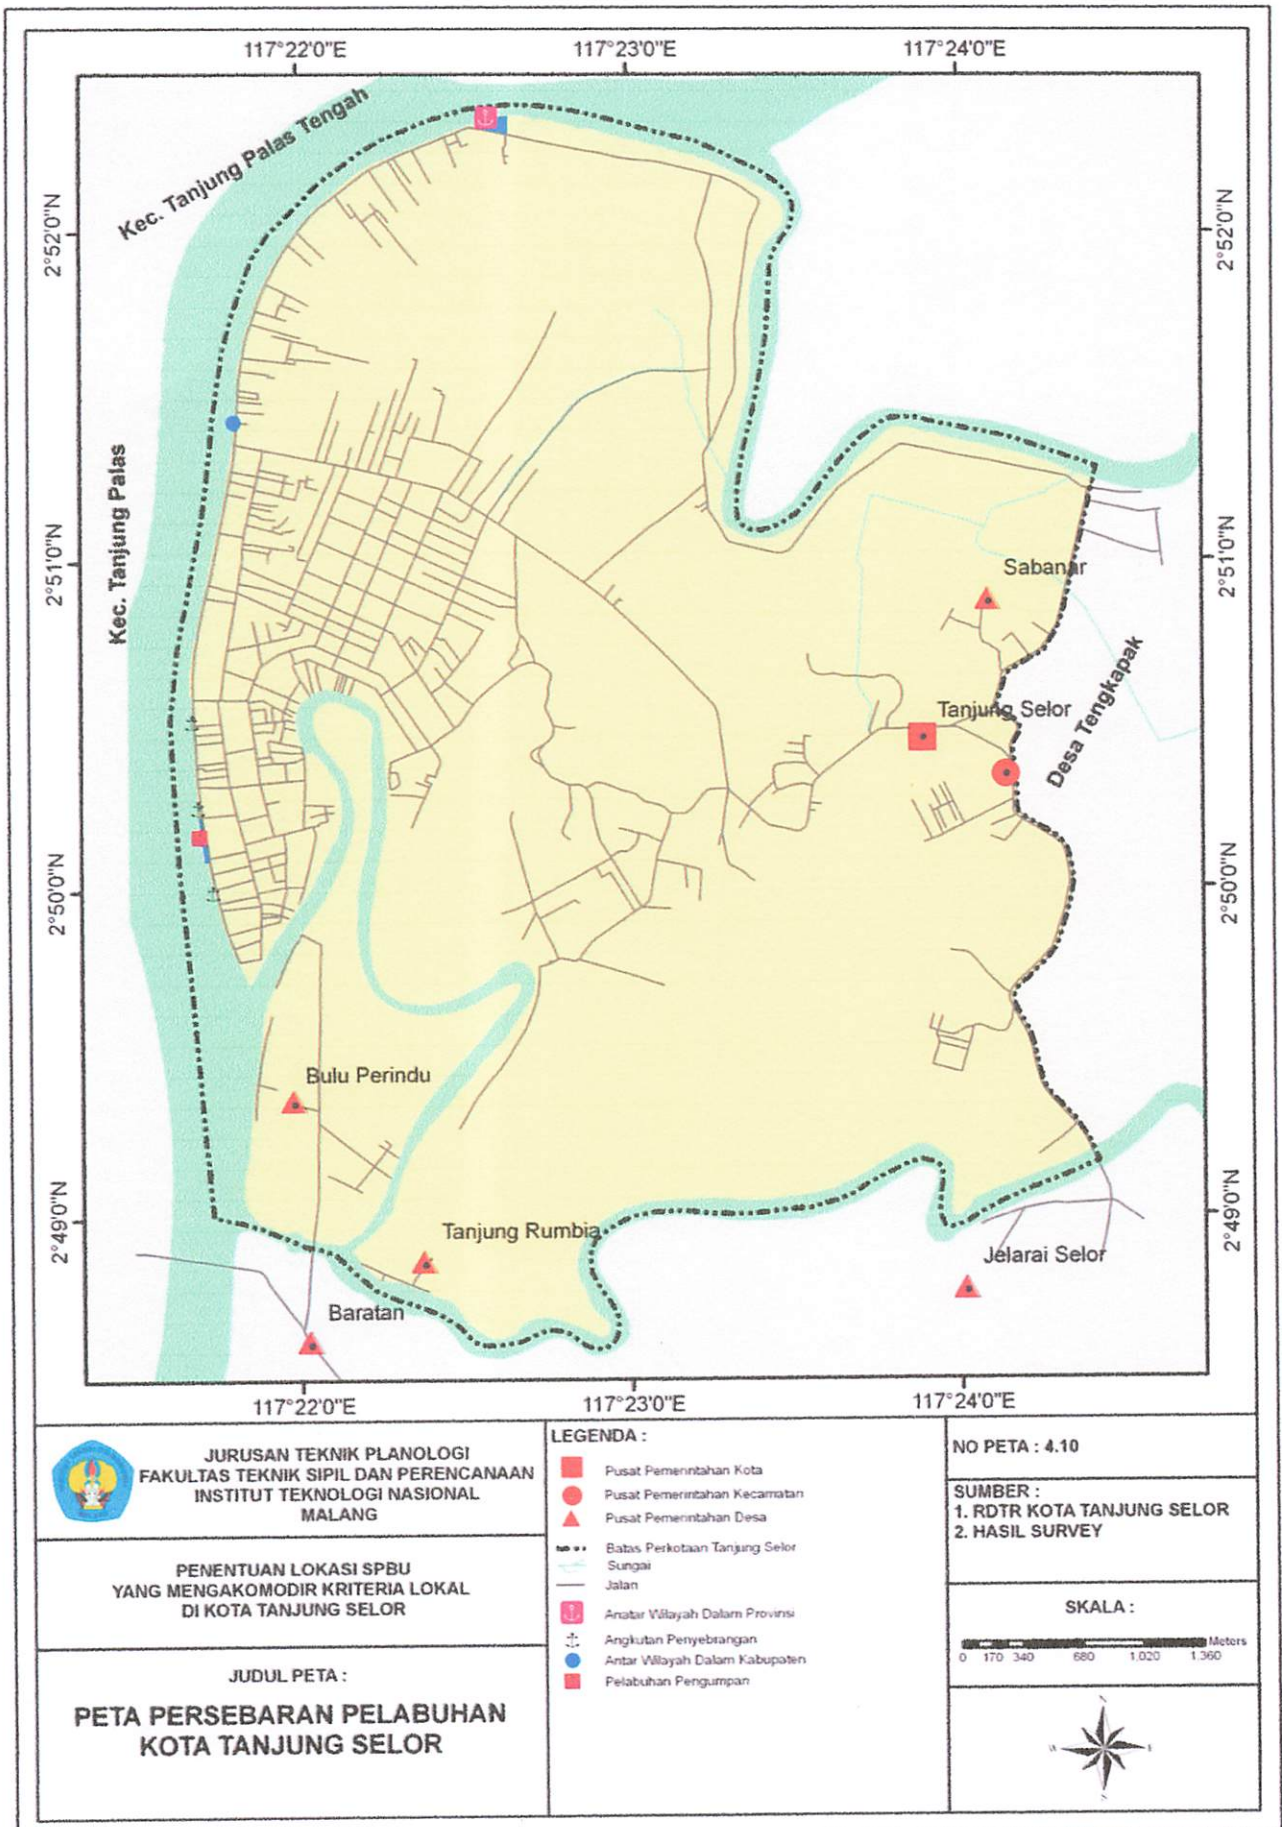 117°22'0"E
117°23'0"E
117°24'0"E
Kec. Tanjung Palas Tengah
2°52'0"N
2°52'0"N
Kec. Tanjung Palas
2°51'0"N
2°51'0"N
Sabanar
Desa Tengkapak
Tanjung Selor
2°50'0"N
2°50'0"N
Bulu Perindu
2°49'0"N
2°49'0"N
Tanjung Rumbia
Jelarai Selor
Baratan
117°22'0"E
117°23'0"E
117°24'0"E
JURUSAN TEKNIK PLANOLOGI
FAKULTAS TEKNIK SIPIL DAN PERENCANAAN
INSTITUT TEKNOLOGI NASIONAL
MALANG
PENENTUAN LOKASI SPBU
YANG MENGAKOMODIR KRITERIA LOKAL
DI KOTA TANJUNG SELOR
JUDUL PETA :
PETA PERSEBARAN PELABUHAN
KOTA TANJUNG SELOR
LEGENDA :
Pusat Pemerintahan Kota
Pusat Pemerintahan Kecamatan
Pusat Pemerintahan Desa
Batas Perkotaan Tanjung Selor
Sungai
Jalan
Anatar Wilayah Dalam Provinsi
Angkutan Penyebrangan
Antar Wilayah Dalam Kabupaten
Pelabuhan Pengumpan
NO PETA : 4.10
SUMBER :
1. RDTR KOTA TANJUNG SELOR
2. HASIL SURVEY
SKALA :
Meters
0 170 340 680 1.020 1.360